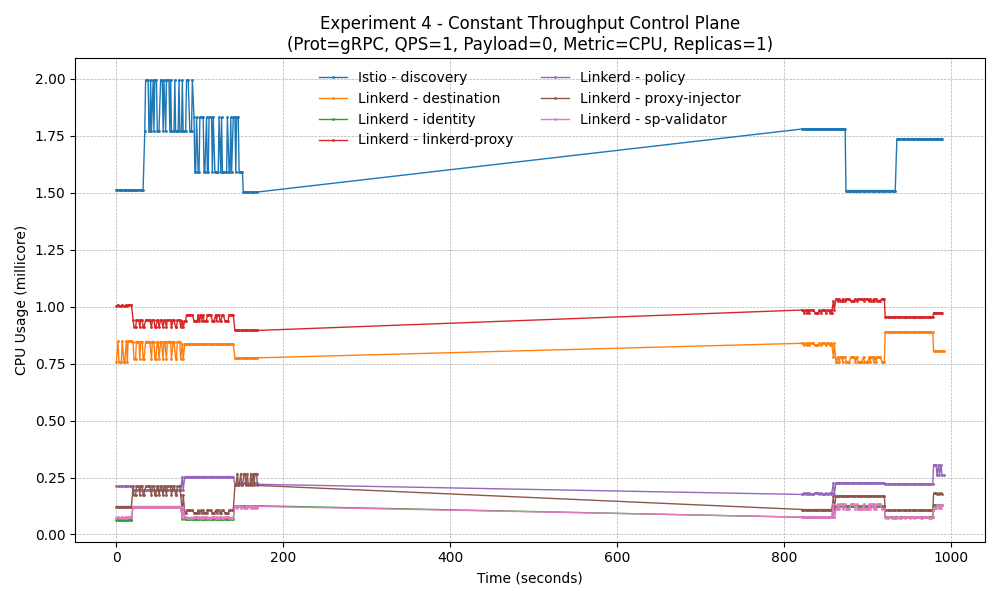 Experiment 4 - Constant Throughput Control Plane
(Prot=gRPC, QPS=1, Payload=0, Metric=CPU, Replicas=1)
Istio - discovery
Linkerd - destination
Linkerd - identity
Linkerd - linkerd-proxy
Linkerd - policy
Linkerd - proxy-injector
Linkerd - sp-validator
CPU Usage (millicore)
2.00
1.75
1.50
1.25
1.00
0.75
0.50
0.25
0.00
0
200
400
600
800
1000
Time (seconds)